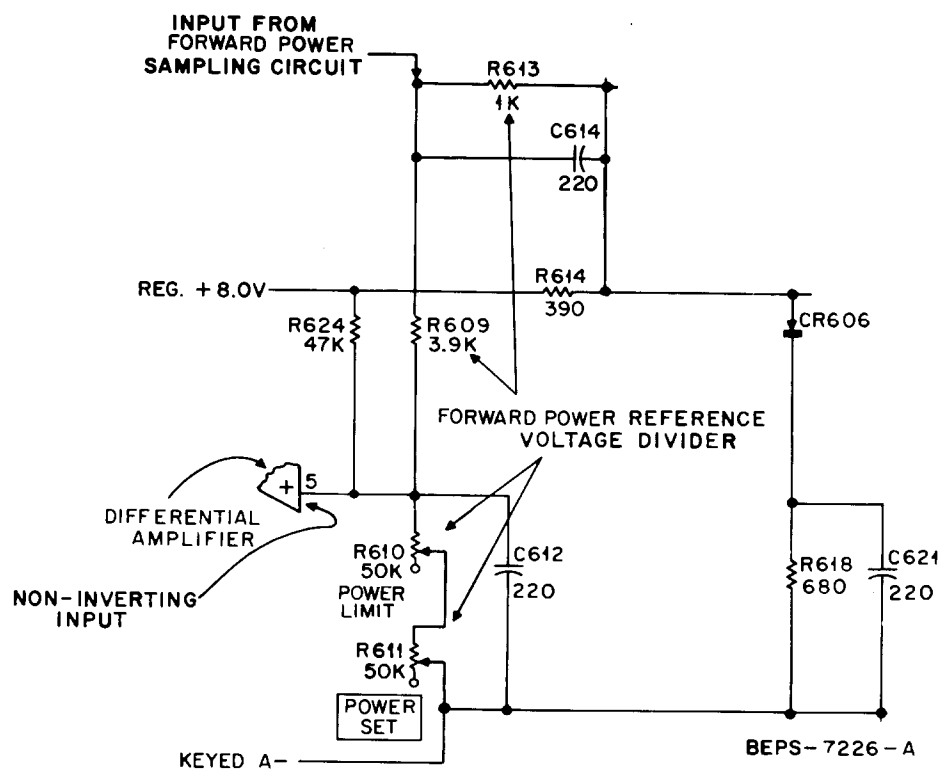 INPUT FROM
FORWARD POWER
SAMPLING CIRCUIT
R613
1K
C614
220
REG. +8.0V
R614
390
CR606
R624
47K
R609
3.9K
FORWARD POWER REFERENCE
VOLTAGE DIVIDER
+
5
DIFFERENTIAL
AMPLIFIER
NON-INVERTING
INPUT
R610
50K
POWER
LIMIT
C612
220
R618
680
C621
220
R611
50K
POWER
SET
KEYED A-
BEPS-7226-A